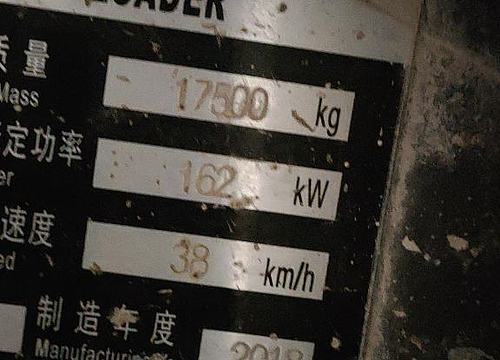 LOADER
质量 17500 kg
Mass
定功率 162 kW
er
速度 38 km/h
ed
制造年度 2018
Manufacturing